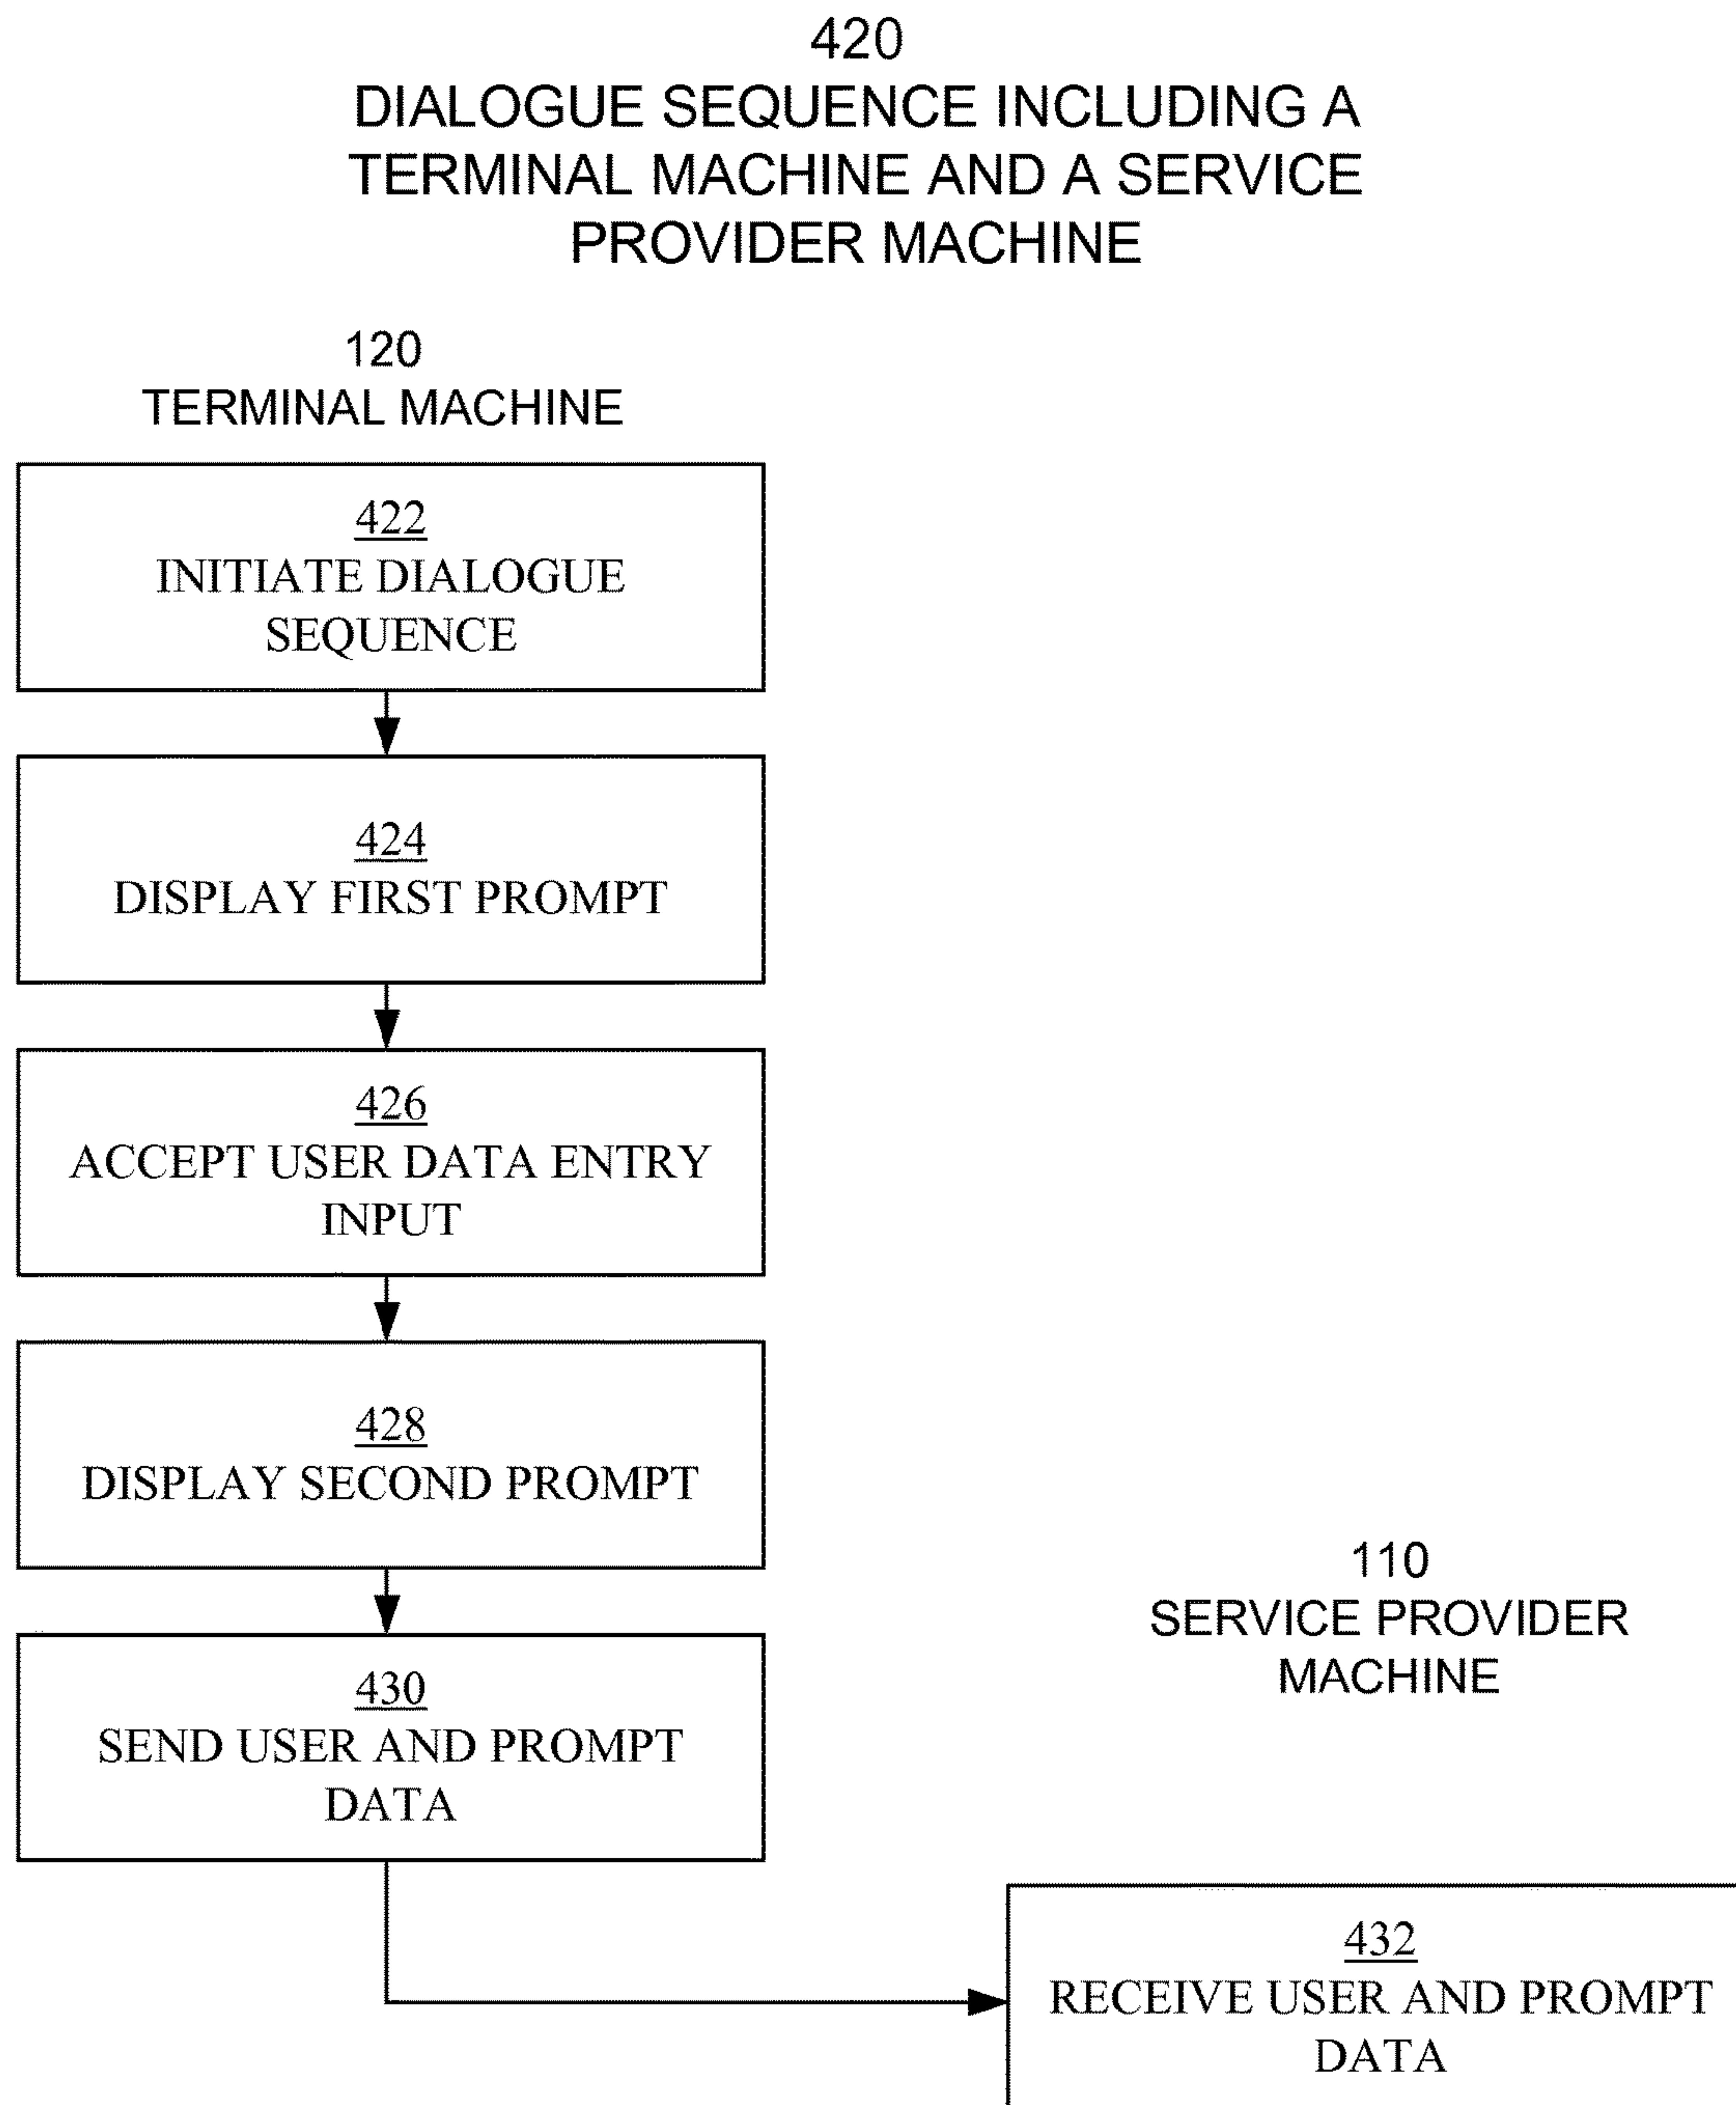 420
DIALOGUE SEQUENCE INCLUDING A
TERMINAL MACHINE AND A SERVICE
PROVIDER MACHINE
120
TERMINAL MACHINE
422
INITIATE DIALOGUE
SEQUENCE
424
DISPLAY FIRST PROMPT
426
ACCEPT USER DATA ENTRY
INPUT
428
DISPLAY SECOND PROMPT
430
SEND USER AND PROMPT
DATA
110
SERVICE PROVIDER
MACHINE
432
RECEIVE USER AND PROMPT
DATA